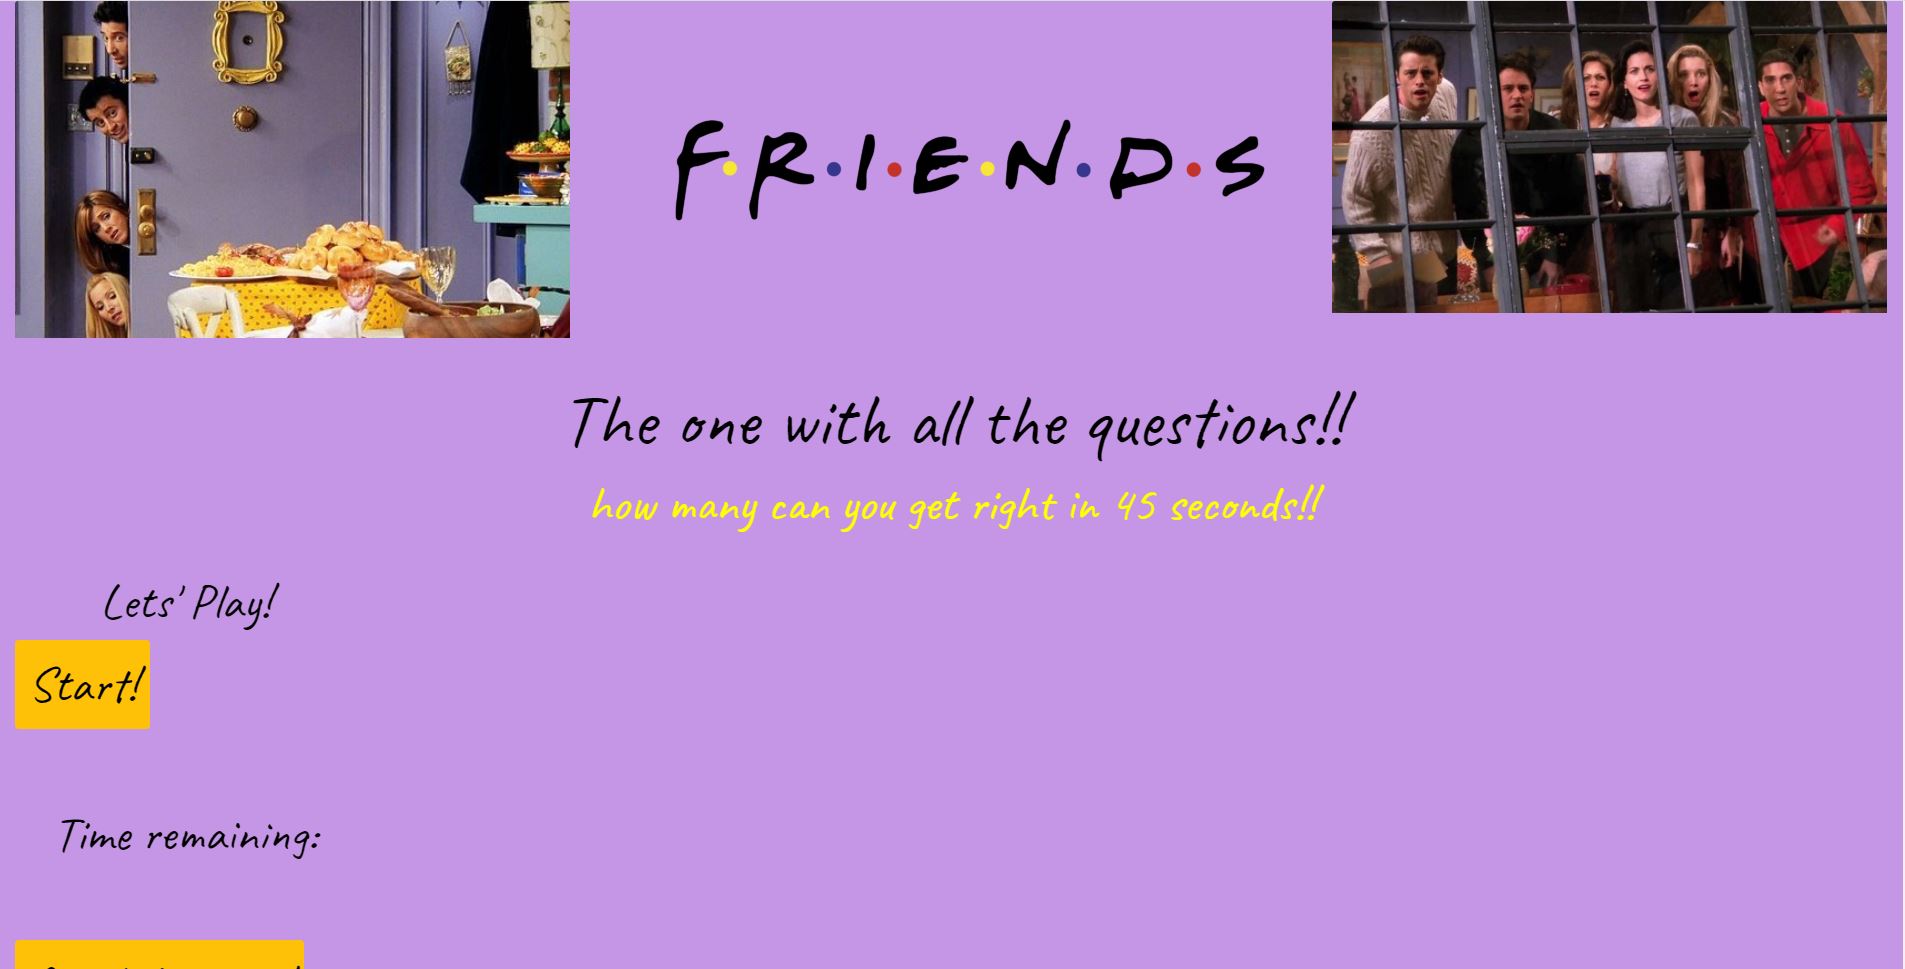 F·R·I·E·N·D·S
The one with all the questions!!
how many can you get right in 45 seconds!!
Lets' Play!
Start!
Time remaining: